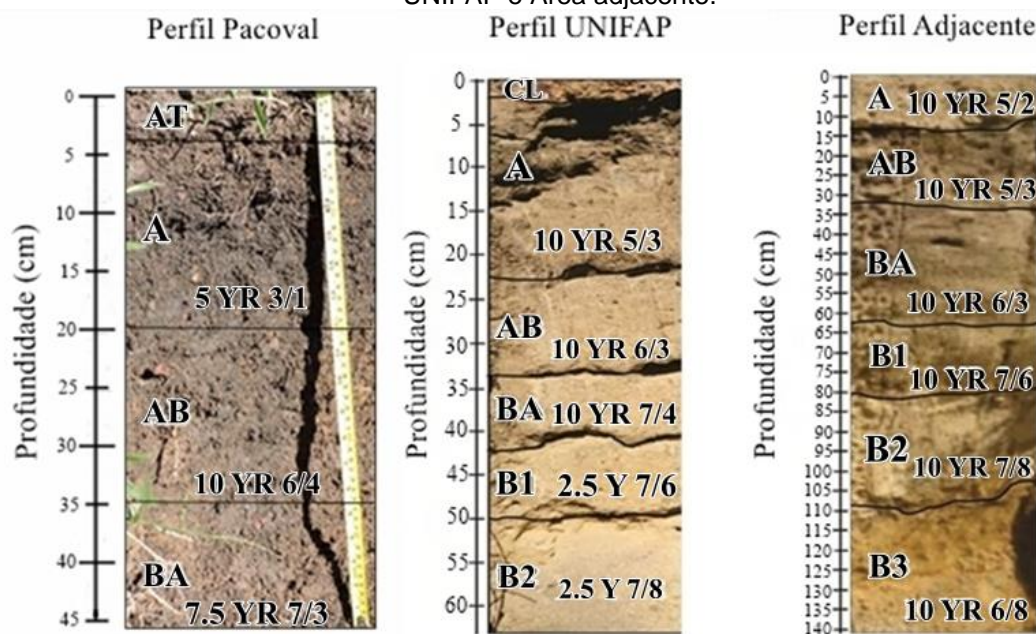 UNIFAP e Área adjacente.
Perfil Pacoval
Profundidade (cm)
0
5
10
15
20
25
30
35
40
45
AT
A
5 YR 3/1
AB
10 YR 6/4
BA
7.5 YR 7/3
Perfil UNIFAP
Profundidade (cm)
0
5
10
15
20
25
30
35
40
45
50
55
60
CL
A
10 YR 5/3
AB
10 YR 6/3
BA 10 YR 7/4
B1 2.5 Y 7/6
B2 2.5 Y 7/8
Perfil Adjacente
Profundidade (cm)
0
5
10
15
20
25
30
35
40
45
50
55
60
65
70
75
80
85
90
95
100
105
110
115
120
125
130
135
140
A 10 YR 5/2
AB
10 YR 5/3
BA
10 YR 6/3
B1
10 YR 7/6
B2
10 YR 7/8
B3
10 YR 6/8